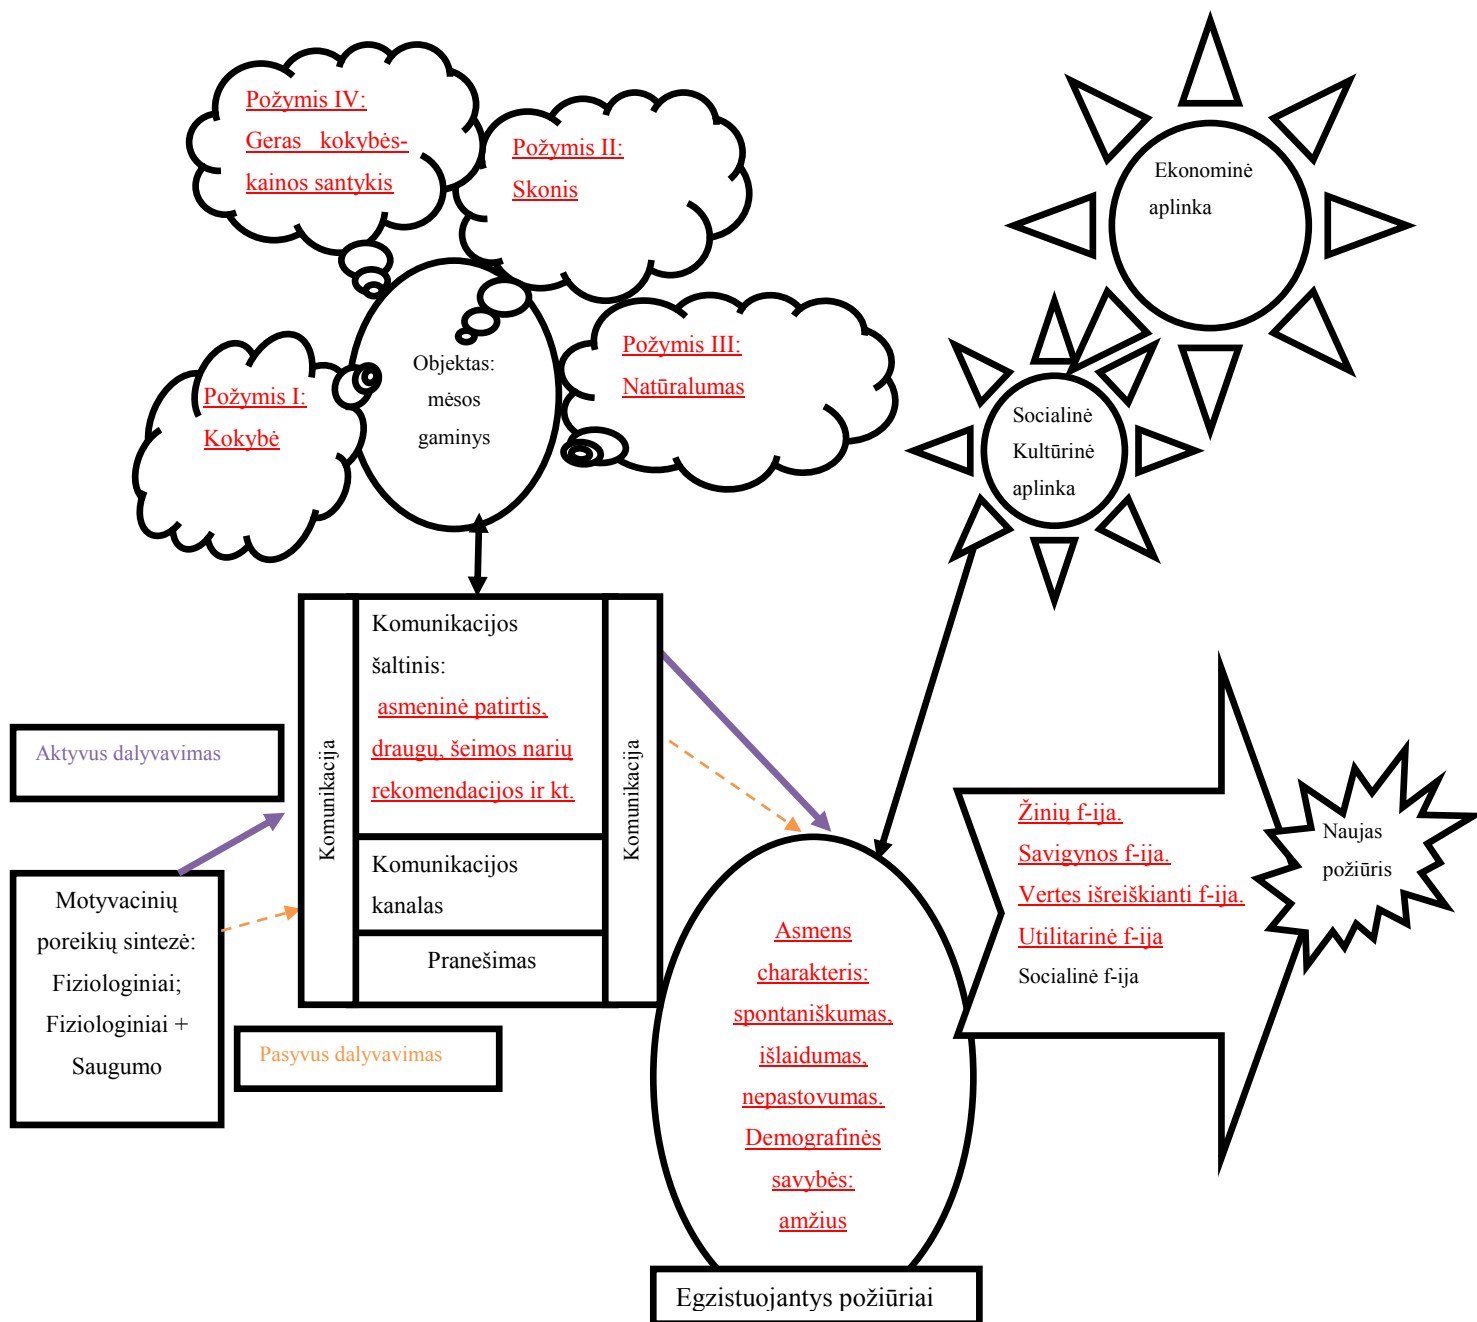 Požymis IV:
Geras kokybės-
kainos santykis
Požymis II:
Skonis
Ekonominė
aplinka
Požymis I:
Kokybė
Objektas:
mėsos
gaminys
Požymis III:
Natūralumas
Socialinė
Kultūrinė
aplinka
Komunikacija
Komunikacijos
šaltinis:
asmeninė patirtis,
draugų, šeimos narių
rekomendacijos ir kt.
Komunikacijos
kanalas
Pranešimas
Komunikacija
Aktyvus dalyvavimas
Motyvacinių
poreikių sintezė:
Fiziologiniai;
Fiziologiniai +
Saugumo
Pasyvus dalyvavimas
Asmens
charakteris:
spontaniškumas,
išlaidumas,
nepastovumas.
Demografinės
savybės:
amžius
Egzistuojantys požiūriai
Žinių f-ija.
Savigynos f-ija.
Vertes išreiškianti f-ija.
Utilitarinė f-ija
Socialinė f-ija
Naujas
požiūris